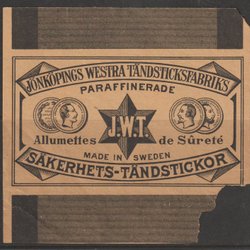 JÖNKÖPINGS WESTRA TÄNDSTICKSFABRIKS
PARAFFINERADE
J.W.T.
Allumettes de Sûreté
MADE IN SWEDEN
SÄKERHETS-TÄNDSTICKOR